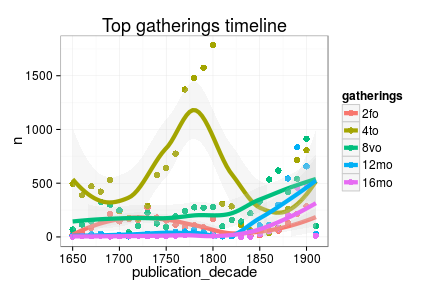 Top gatherings timeline
n
1500
1000
500
0
1650 1700 1750 1800 1850 1900
publication_decade
gatherings
2fo
4to
8vo
12mo
16mo